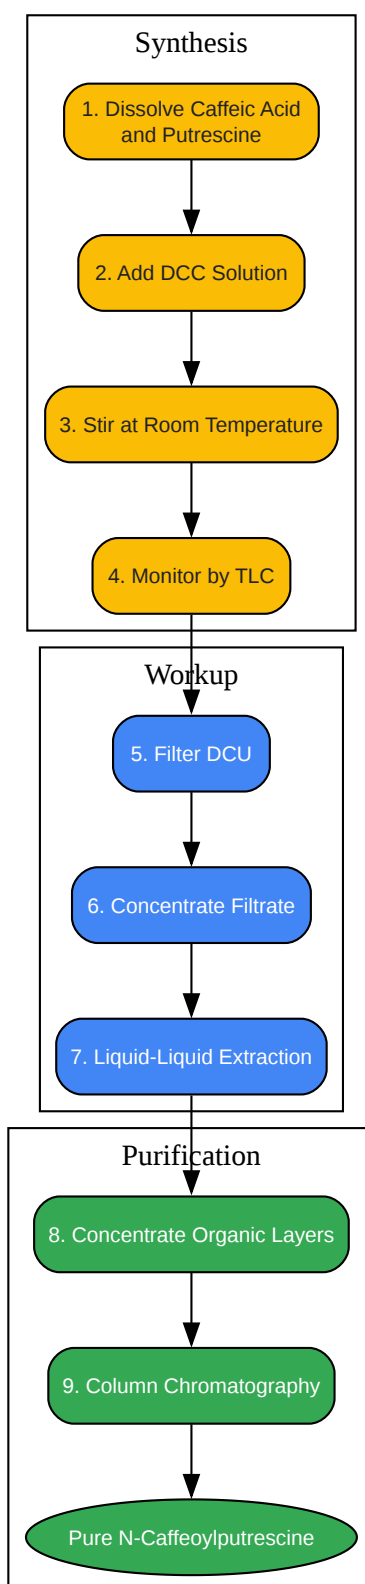 Synthesis
1. Dissolve Caffeic Acid
and Putrescine
2. Add DCC Solution
3. Stir at Room Temperature
4. Monitor by TLC
Workup
5. Filter DCU
6. Concentrate Filtrate
7. Liquid-Liquid Extraction
Purification
8. Concentrate Organic Layers
9. Column Chromatography
Pure N-Caffeoylputrescine